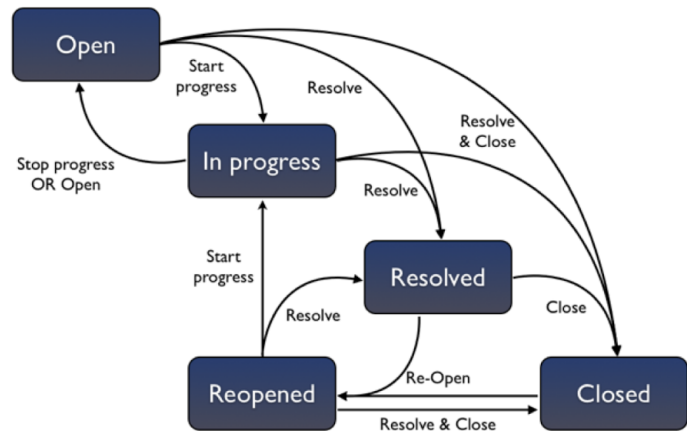 Open
Start
progress
Resolve
Resolve
& Close
Stop progress
OR Open
In progress
Resolve
Start
progress
Resolved
Resolve
Close
Re-Open
Reopened
Closed
Resolve & Close